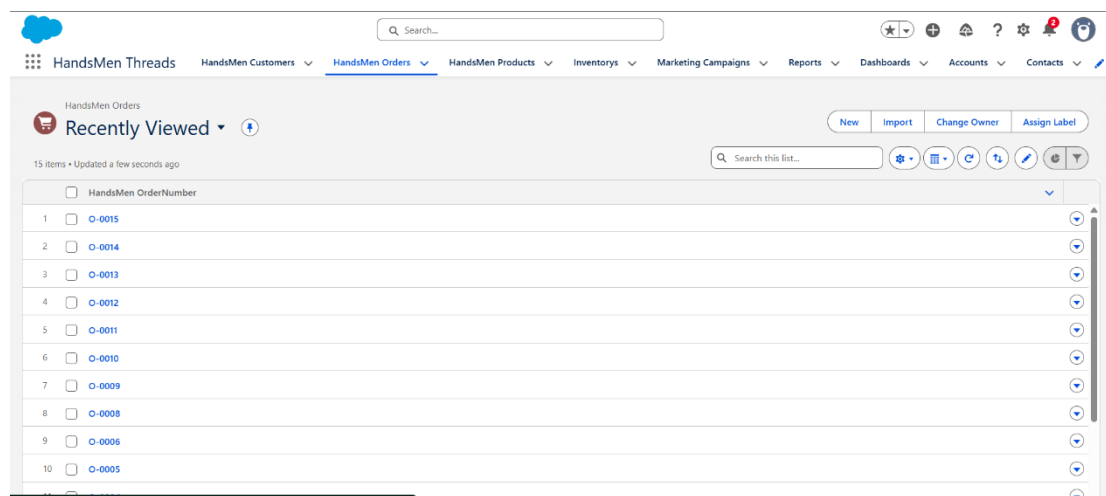 Search...
2
HandsMen Threads HandsMen Customers HandsMen Orders HandsMen Products Inventorys Marketing Campaigns Reports Dashboards Accounts Contacts
HandsMen Orders
Recently Viewed
New Import Change Owner Assign Label
15 items • Updated a few seconds ago
Search this list...
HandsMen OrderNumber
1 O-0015
2 O-0014
3 O-0013
4 O-0012
5 O-0011
6 O-0010
7 O-0009
8 O-0008
9 O-0006
10 O-0005